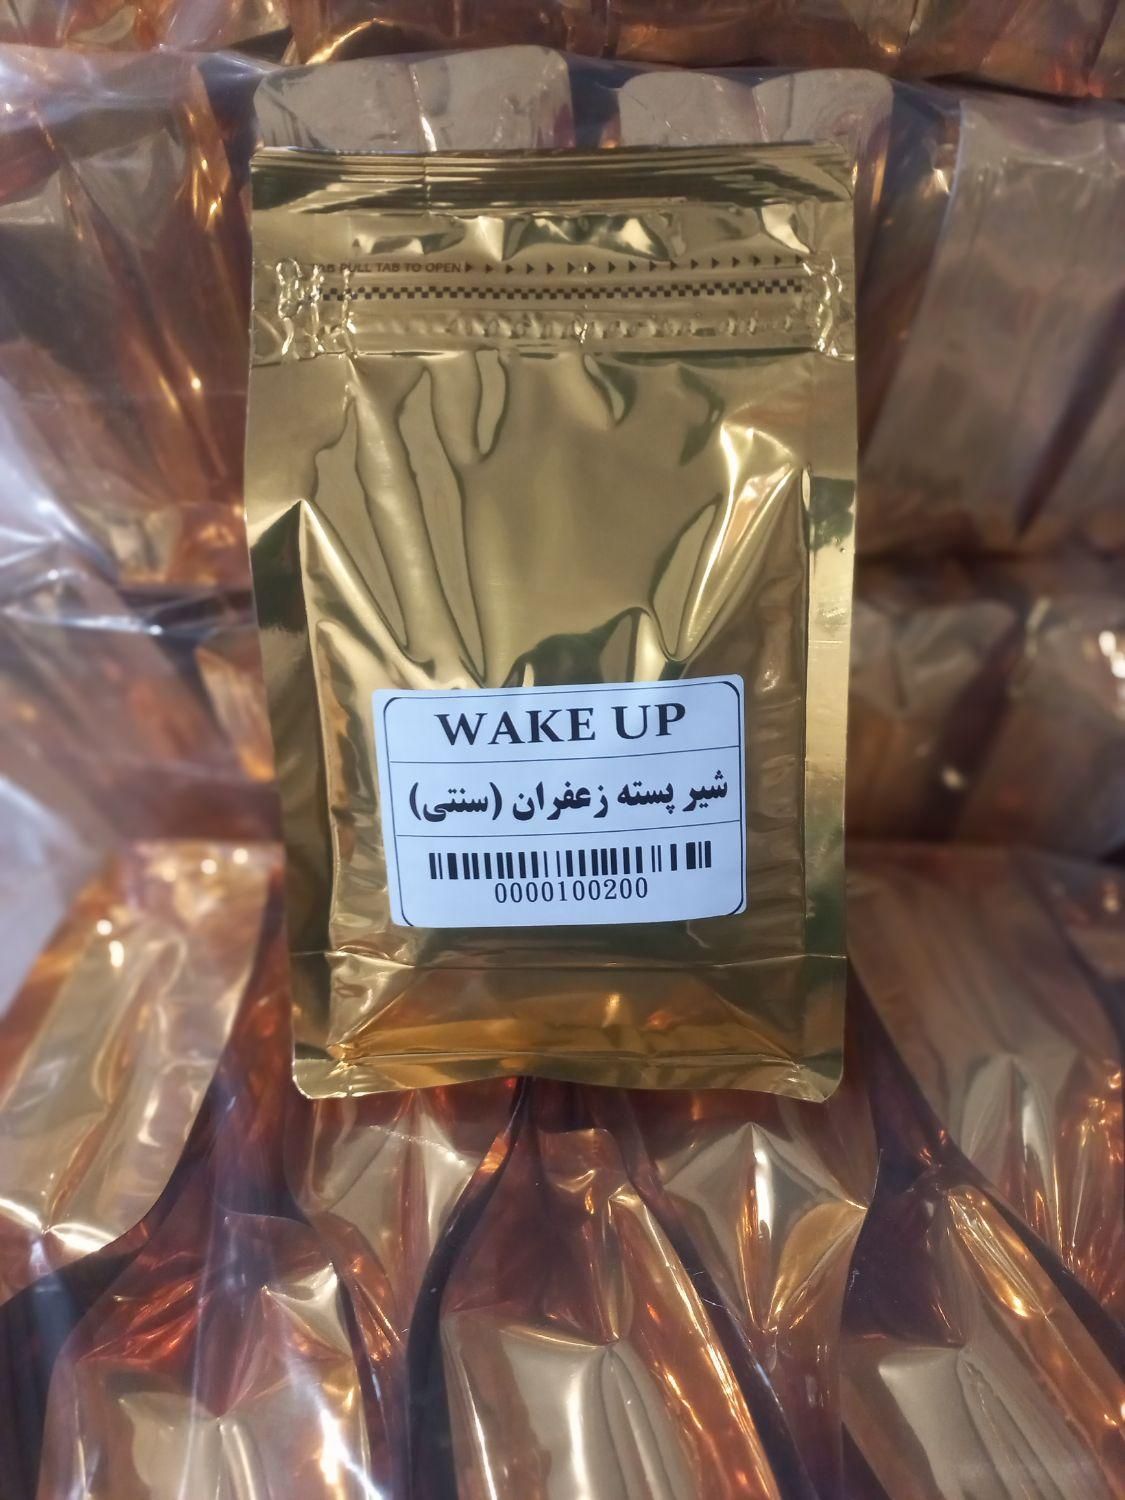 PULL TAB TO OPEN
WAKE UP
شیر پسته زعفران (سنتی)
0000100200